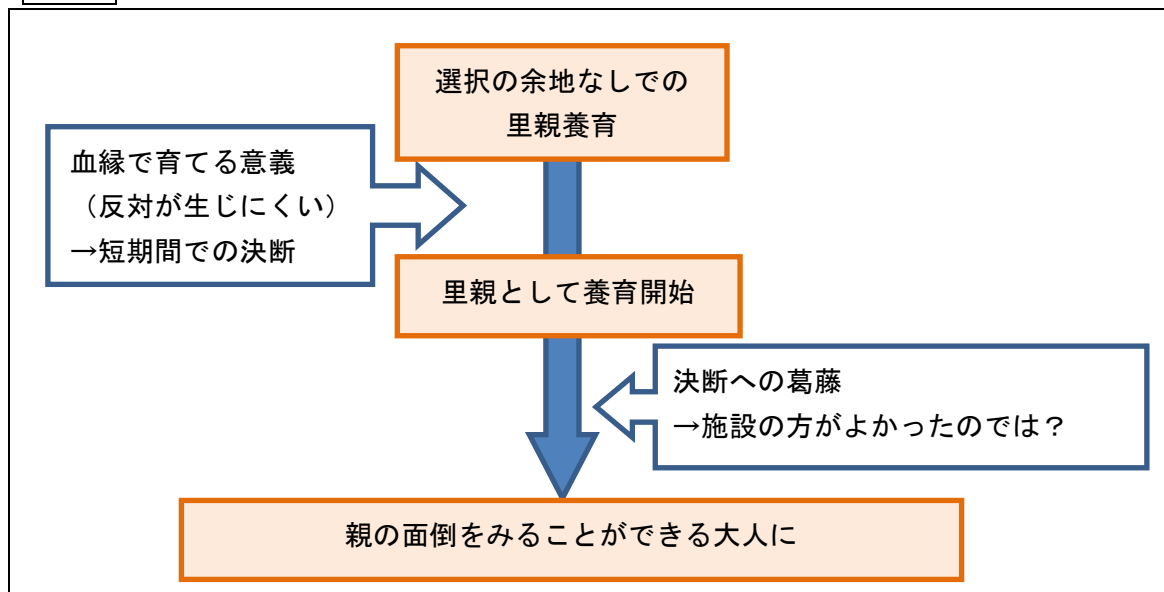 選択の余地なしでの
里親養育
血縁で育てる意義
（反対が生じにくい）
→短期間での決断
里親として養育開始
決断への葛藤
→施設の方がよかったのでは？
親の面倒をみることができる大人に